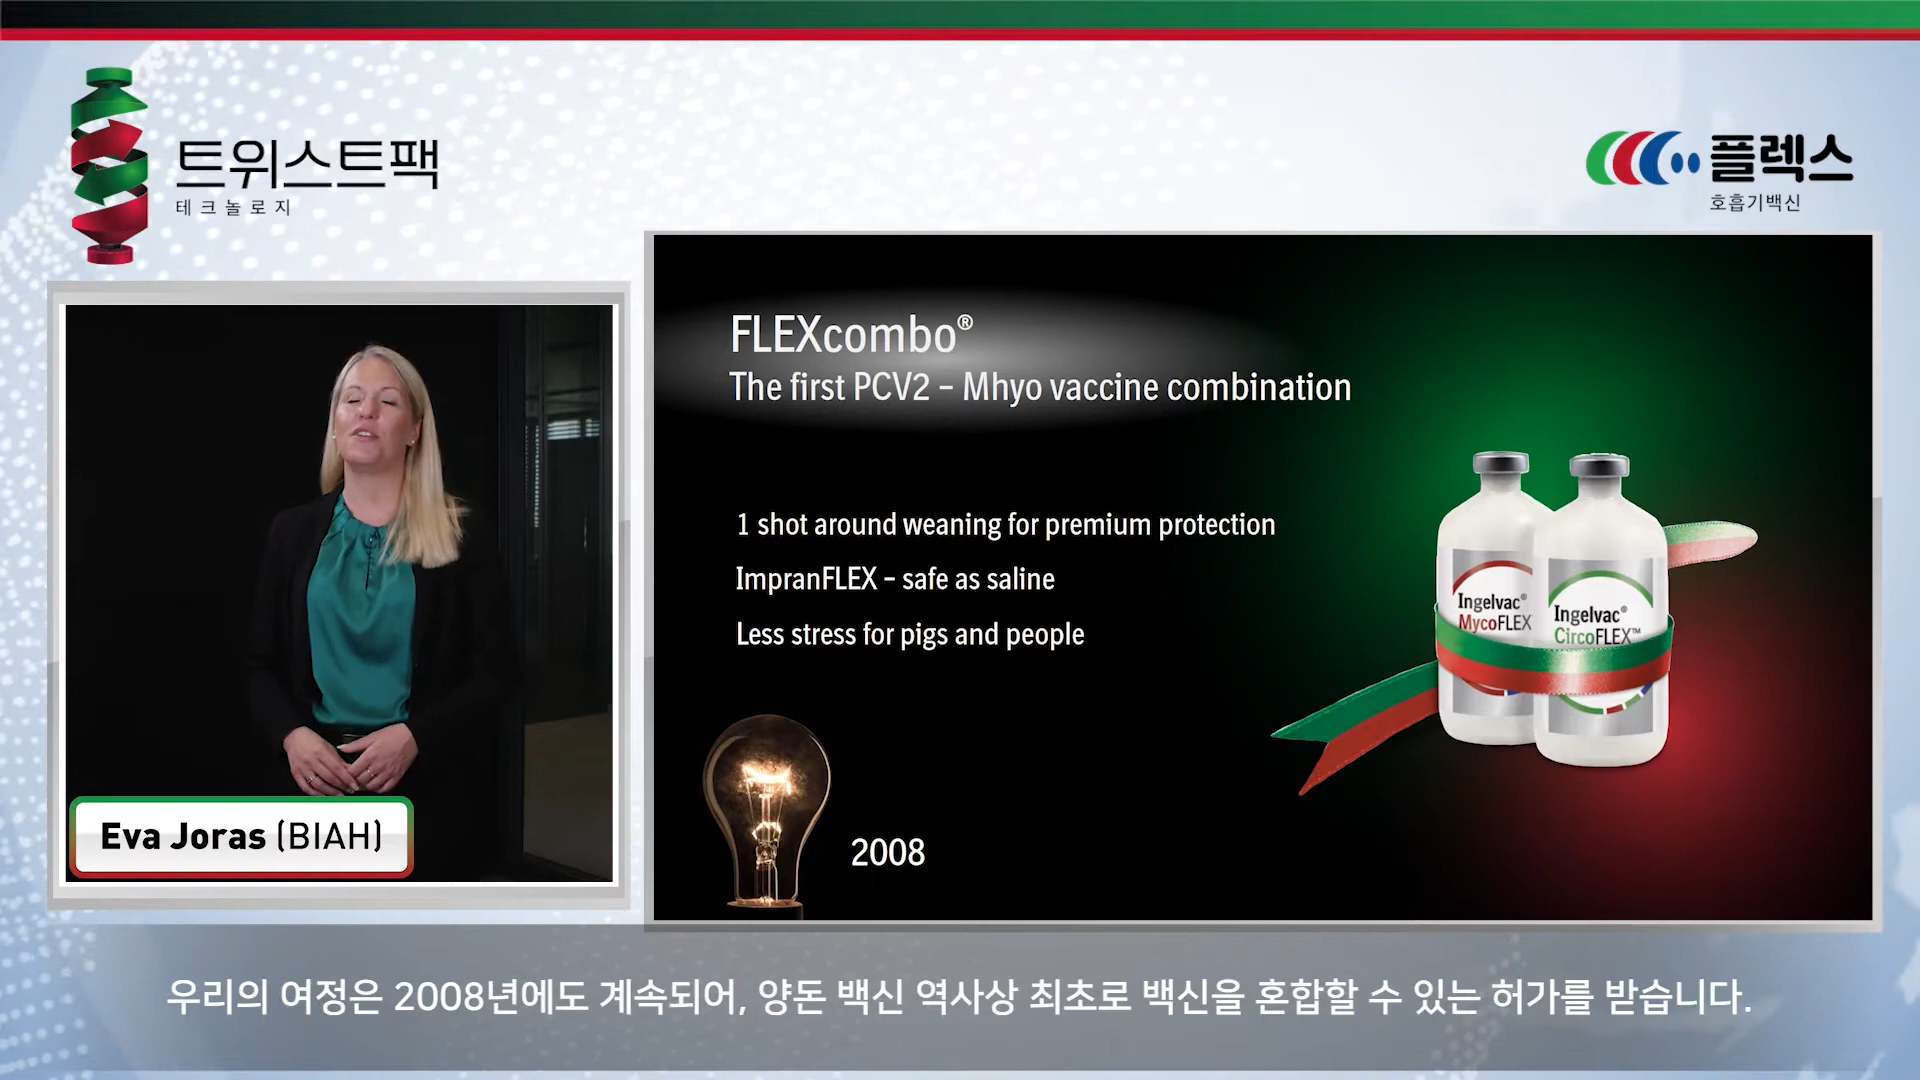 트위스트팩
테크놀로지
플렉스
호흡기백신
FLEXcombo®
The first PCV2 – Mhyo vaccine combination
1 shot around weaning for premium protection
ImpranFLEX – safe as saline
Less stress for pigs and people
Ingelvac®
MycoFLEX
Ingelvac®
CircoFLEX™
2008
Eva Joras (BIAH)
우리의 여정은 2008년에도 계속되어, 양돈 백신 역사상 최초로 백신을 혼합할 수 있는 허가를 받습니다.